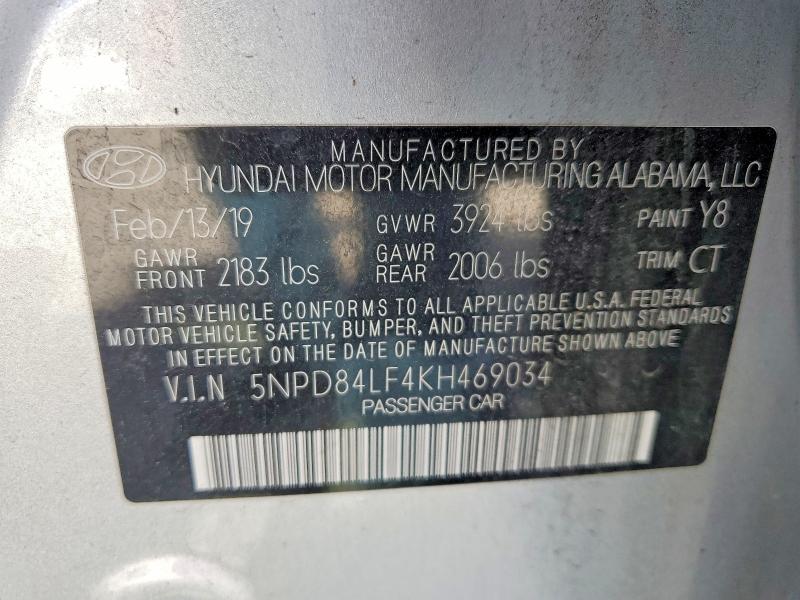 MANUFACTURED BY
HYUNDAI MOTOR MANUFACTURING ALABAMA, LLC
Feb/13/19 GVWR 3924 lbs PAINT Y8
GAWR FRONT 2183 lbs GAWR REAR 2006 lbs TRIM CT
THIS VEHICLE CONFORMS TO ALL APPLICABLE U.S.A. FEDERAL
MOTOR VEHICLE SAFETY, BUMPER, AND THEFT PREVENTION STANDARDS
IN EFFECT ON THE DATE OF MANUFACTURE SHOWN ABOVE
V.I.N 5NPD84LF4KH469034
PASSENGER CAR